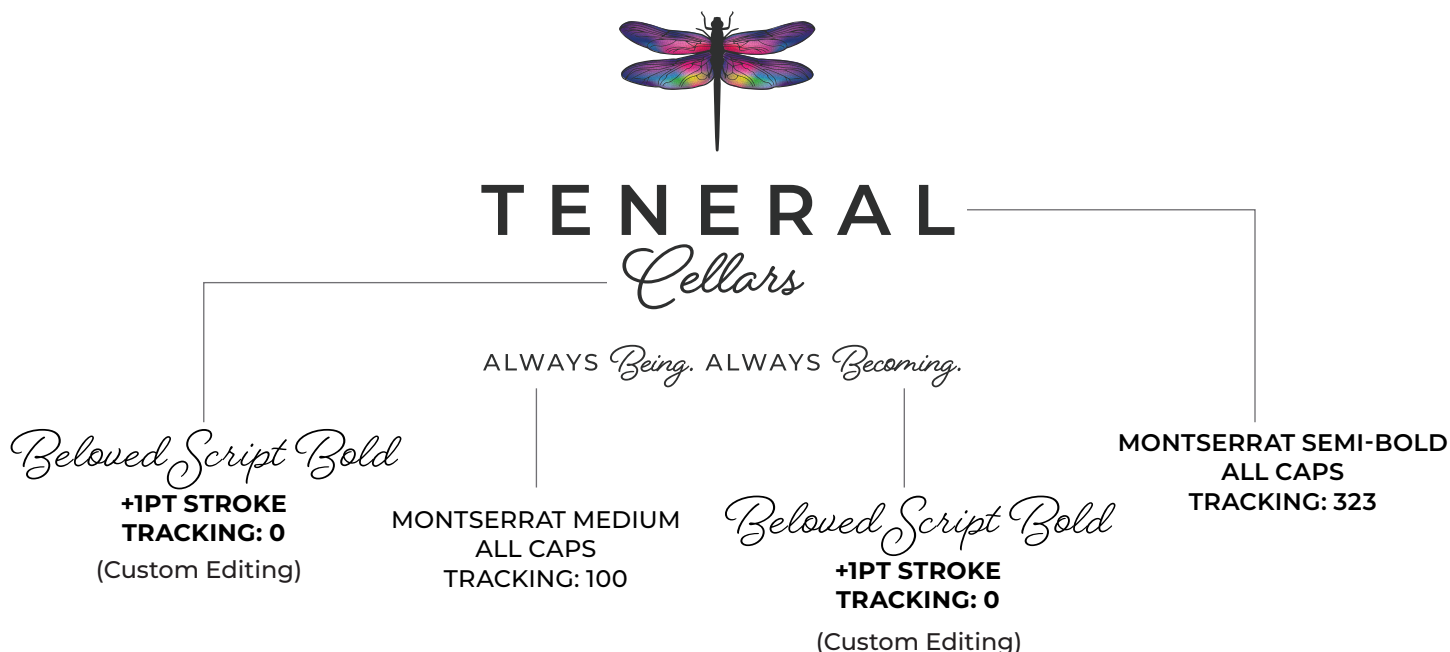 TENERAL
Cellars
ALWAYS Being. ALWAYS Becoming.
Beloved Script Bold
+1PT STROKE
TRACKING: 0
(Custom Editing)
MONTSERRAT MEDIUM
ALL CAPS
TRACKING: 100
Beloved Script Bold
+1PT STROKE
TRACKING: 0
(Custom Editing)
MONTSERRAT SEMI-BOLD
ALL CAPS
TRACKING: 323